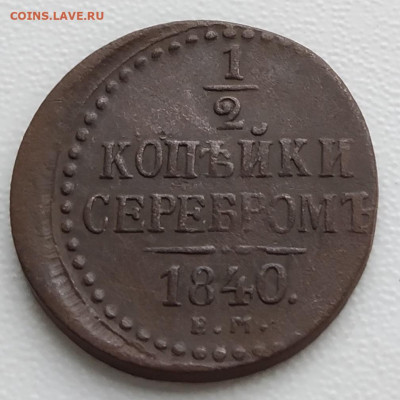 COINS.LAVE.RU
1
2
КОПѢЙКИ
СЕРЕБРОМЪ
1840.
Е.М.